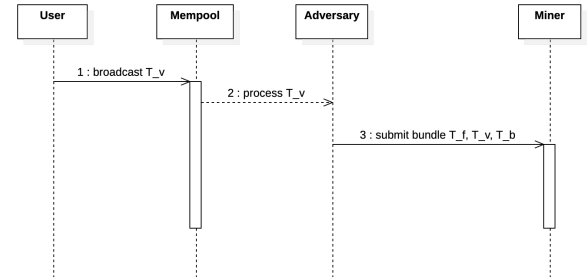 User
Mempool
Adversary
Miner
1 : broadcast T_v
2 : process T_v
3 : submit bundle T_f, T_v, T_b